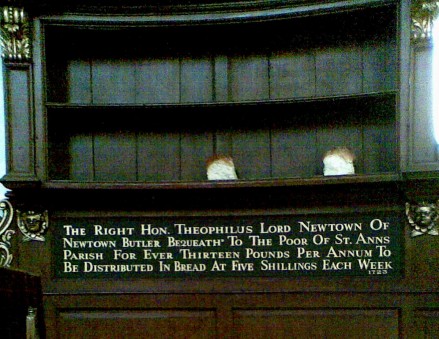 THE RIGHT HON. THEOPHILUS LORD NEWTOWN OF
NEWTOWN BUTLER BEQUEATHD TO THE POOR OF ST. ANNS
PARISH FOR EVER THIRTEEN POUNDS PER ANNUM TO
BE DISTRIBUTED IN BREAD AT FIVE SHILLINGS EACH WEEK
1723